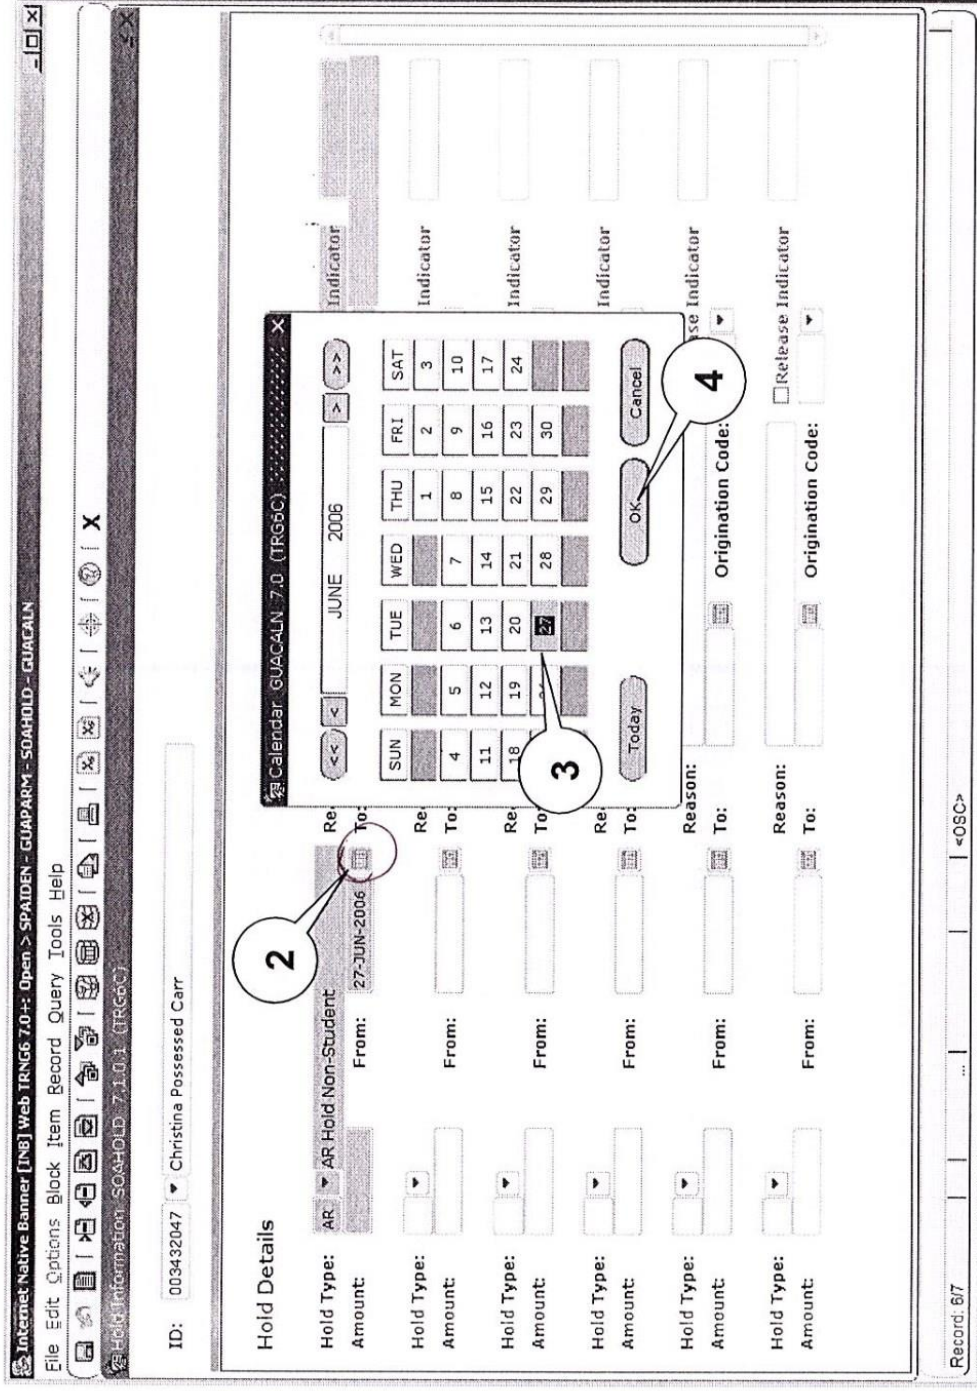 Internet Native Banner [INB] Web TRNG6 7.0++: Open > SPAIDEN - GUAPARM - SOAHOLD - GUACALN
File Edit Options Block Item Record Query Tools Help
Hold Information SOAHOLD 7.1.0.1 (TRG6C)
ID: 003432047 Christina Possessed Carr
Hold Details
Hold Type: AR AR Hold Non-Student Re Indicator
Amount: From: 27-JUN-2006 To:
Hold Type: Re Indicator
Amount: From: To:
Hold Type: Re Indicator
Amount: From: To:
Hold Type: Re Indicator
Amount: From: To:
Hold Type: Reason: se Indicator
Amount: From: To: Origination Code:
Hold Type: Reason: Release Indicator
Amount: From: To: Origination Code:
Calendar GUACALN 7.0 (TRG6C)
<< < JUNE 2006 > >>
SUN MON TUE WED THU FRI SAT
1 2 3
4 5 6 7 8 9 10
11 12 13 14 15 16 17
18 19 20 21 22 23 24
27 28 29 30
Today OK Cancel
2
3
4
Record: 6/7 ... <OSC>